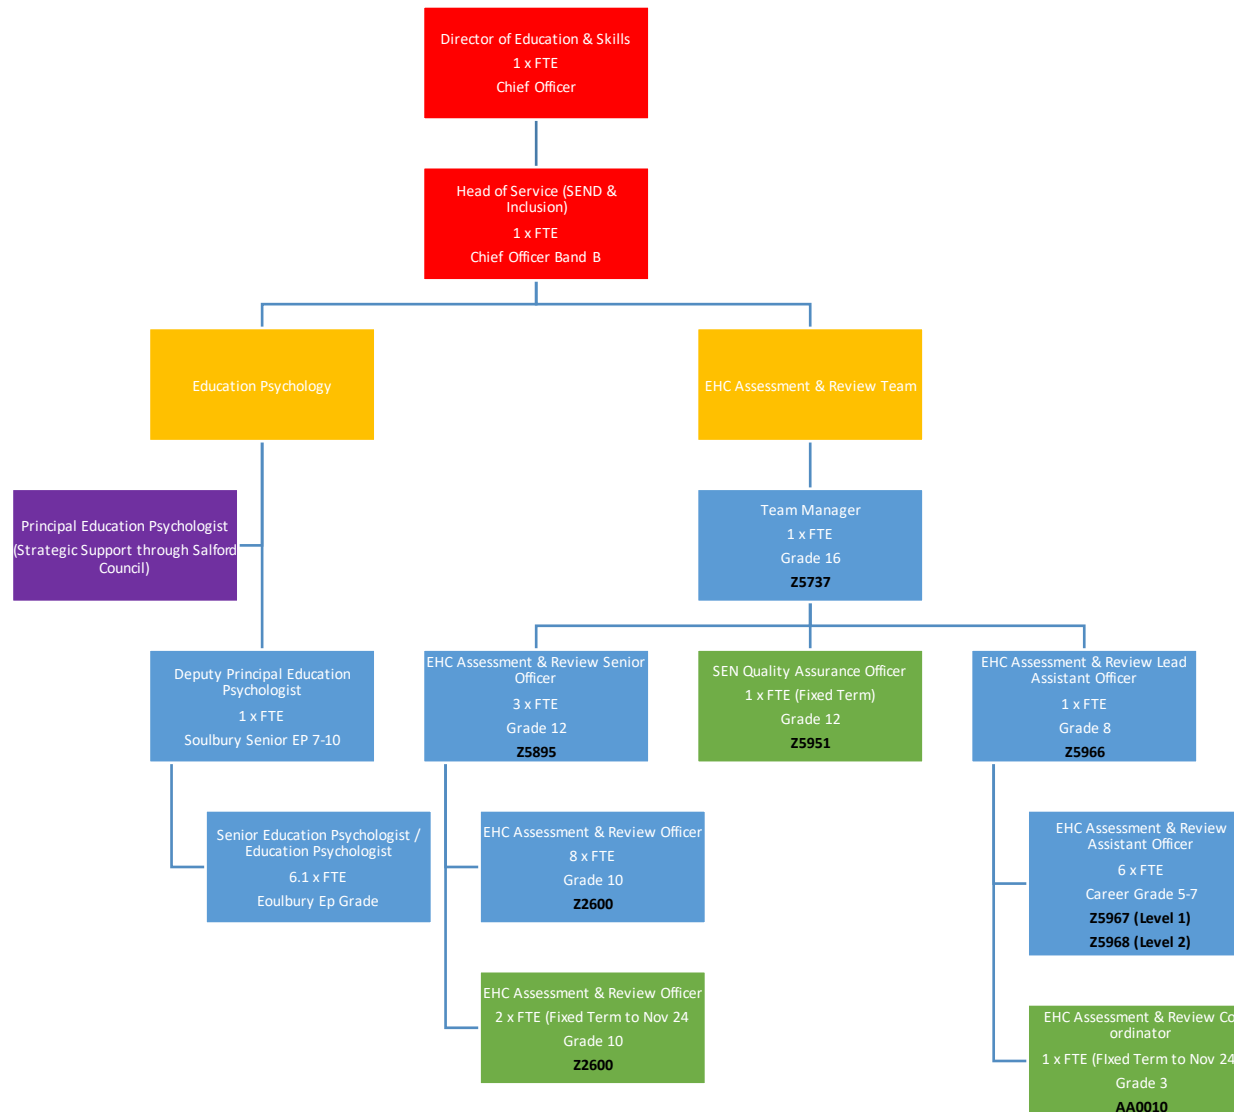 Director of Education & Skills
1 x FTE
Chief Officer
Head of Service (SEND &
Inclusion)
1 x FTE
Chief Officer Band B
Education Psychology
EHC Assessment & Review Team
Principal Education Psychologist
(Strategic Support through Salford
Council)
Team Manager
1 x FTE
Grade 16
Z5737
Deputy Principal Education
Psychologist
1 x FTE
Soulbury Senior EP 7-10
EHC Assessment & Review Senior
Officer
3 x FTE
Grade 12
Z5895
SEN Quality Assurance Officer
1 x FTE (Fixed Term)
Grade 12
Z5951
EHC Assessment & Review Lead
Assistant Officer
1 x FTE
Grade 8
Z5966
Senior Education Psychologist /
Education Psychologist
6.1 x FTE
Eoulbury Ep Grade
EHC Assessment & Review Officer
8 x FTE
Grade 10
Z2600
EHC Assessment & Review
Assistant Officer
6 x FTE
Career Grade 5-7
Z5967 (Level 1)
Z5968 (Level 2)
EHC Assessment & Review Officer
2 x FTE (Fixed Term to Nov 24
Grade 10
Z2600
EHC Assessment & Review Co
ordinator
1 x FTE (FIxed Term to Nov 24
Grade 3
AA0010